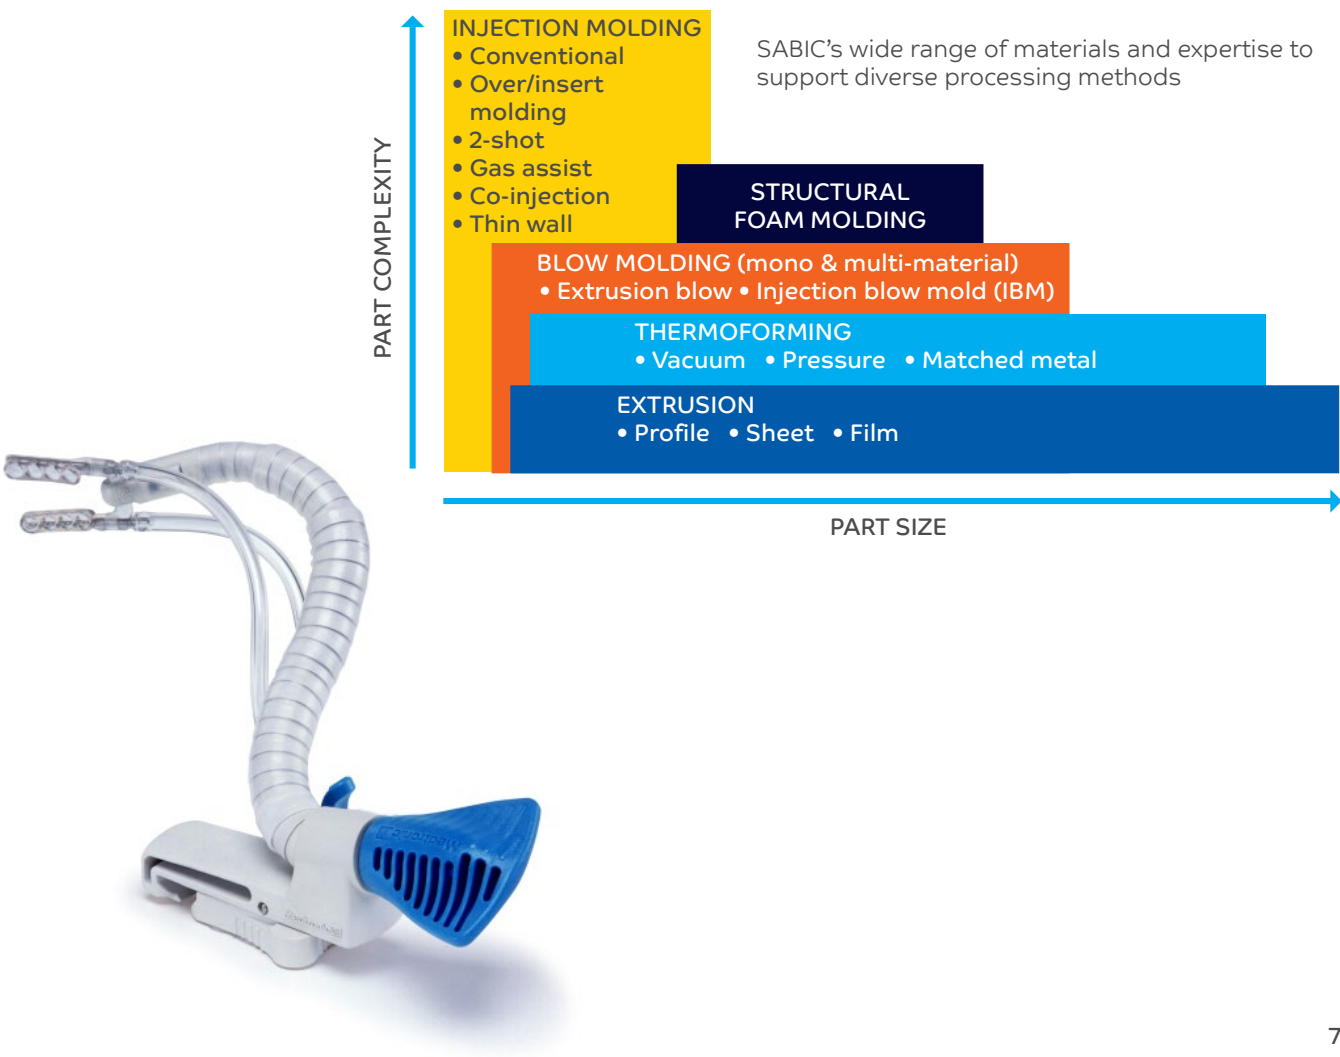 INJECTION MOLDING
• Conventional
• Over/insert
molding
• 2-shot
• Gas assist
• Co-injection
• Thin wall
SABIC’s wide range of materials and expertise to
support diverse processing methods
STRUCTURAL
FOAM MOLDING
BLOW MOLDING (mono & multi-material)
• Extrusion blow • Injection blow mold (IBM)
THERMOFORMING
• Vacuum • Pressure • Matched metal
EXTRUSION
• Profile • Sheet • Film
PART COMPLEXITY
PART SIZE
Medtronic
7